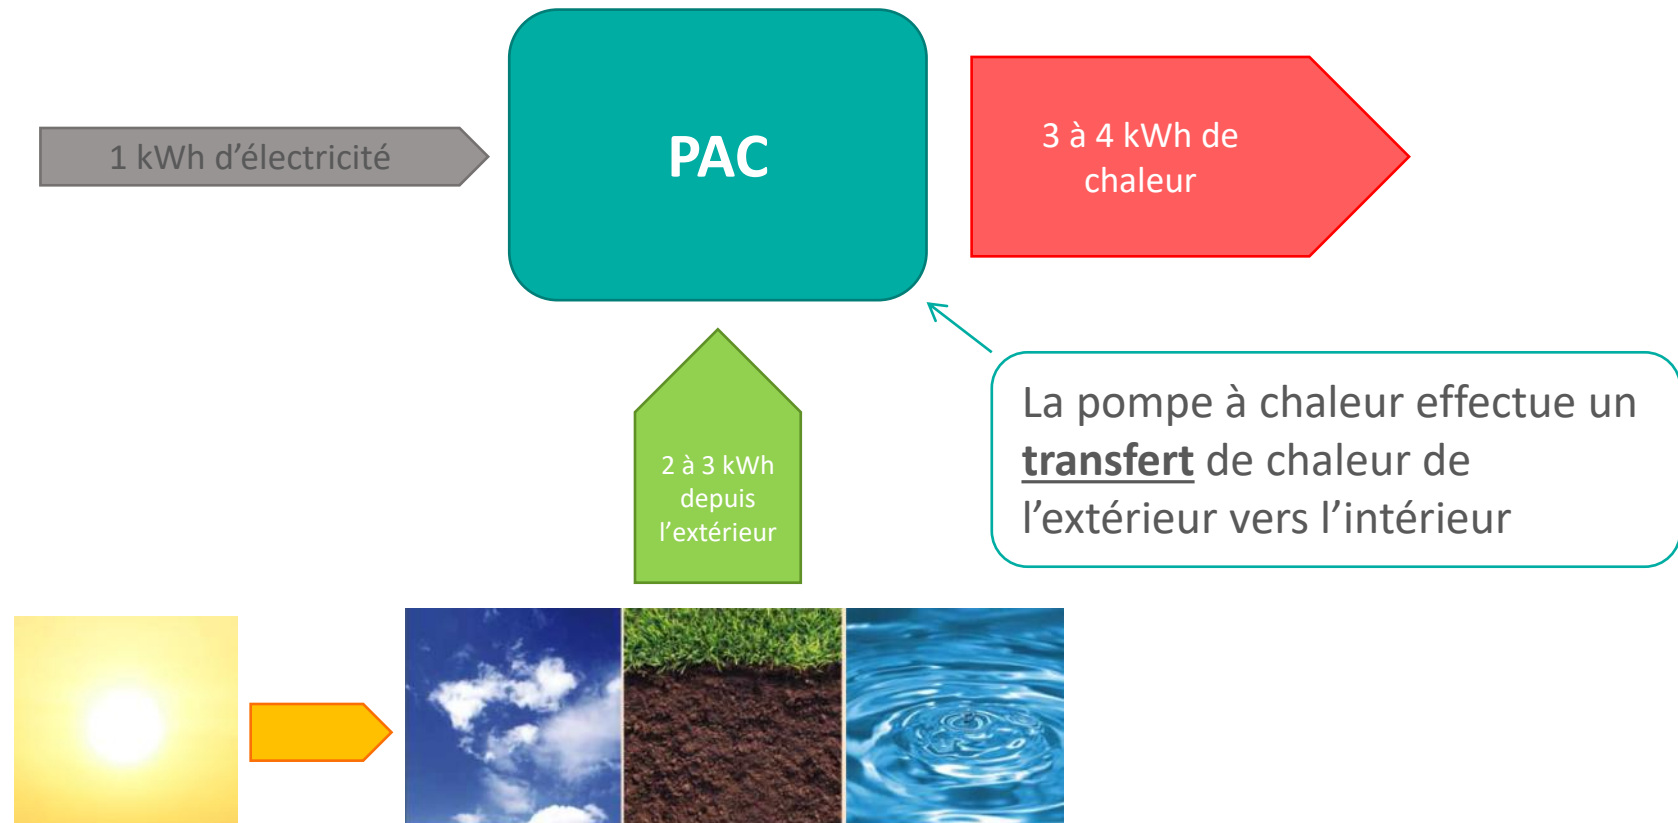 1 kWh d’électricité
PAC
3 à 4 kWh de
chaleur
2 à 3 kWh
depuis
l’extérieur
La pompe à chaleur effectue un
transfert de chaleur de
l’extérieur vers l’intérieur